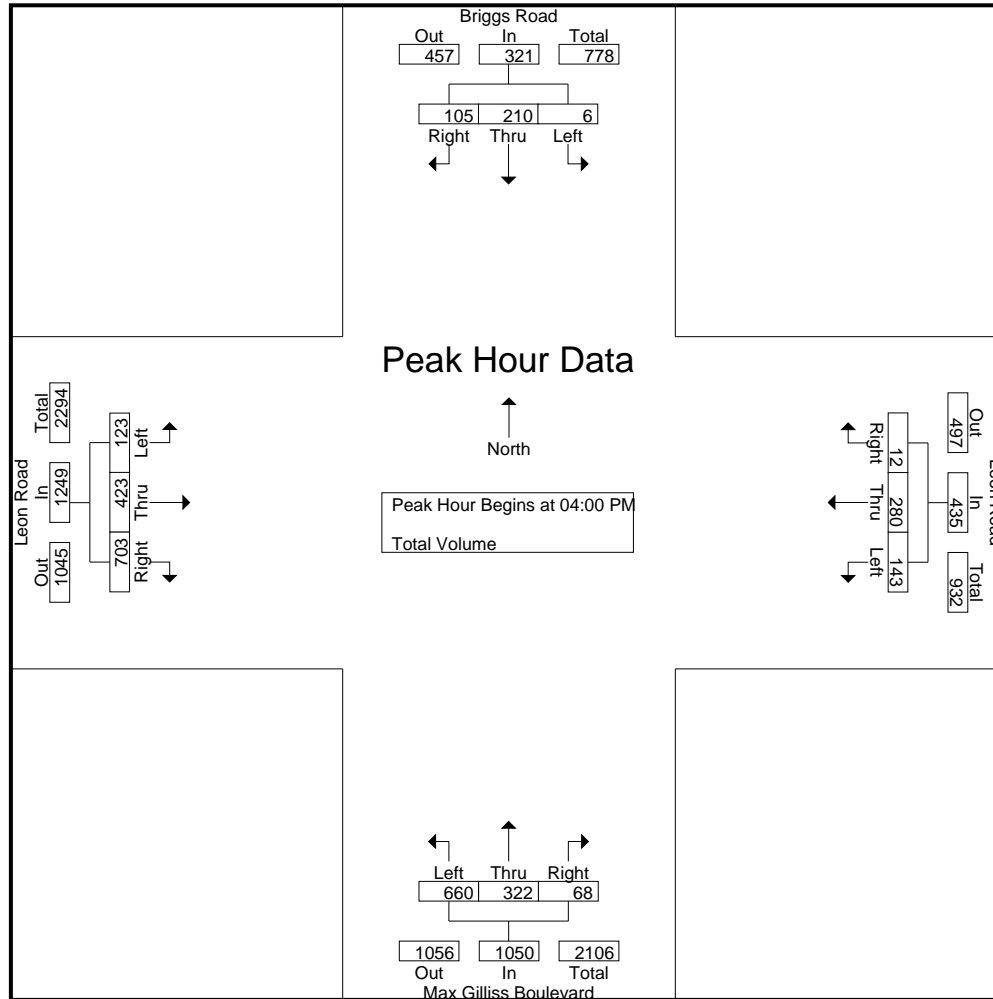 Briggs Road
Out In Total
457 321 778
105 210 6
Right Thru Left
Peak Hour Data
North
Peak Hour Begins at 04:00 PM
Total Volume
Leon Road
Total In Out
2294 1249 1045
123 423 703
Left Thru Right
Right Thru Left
12 280 143
497 435 932
Out In Total
Left Thru Right
660 322 68
1056 1050 2106
Out In Total
Max Gilliss Boulevard